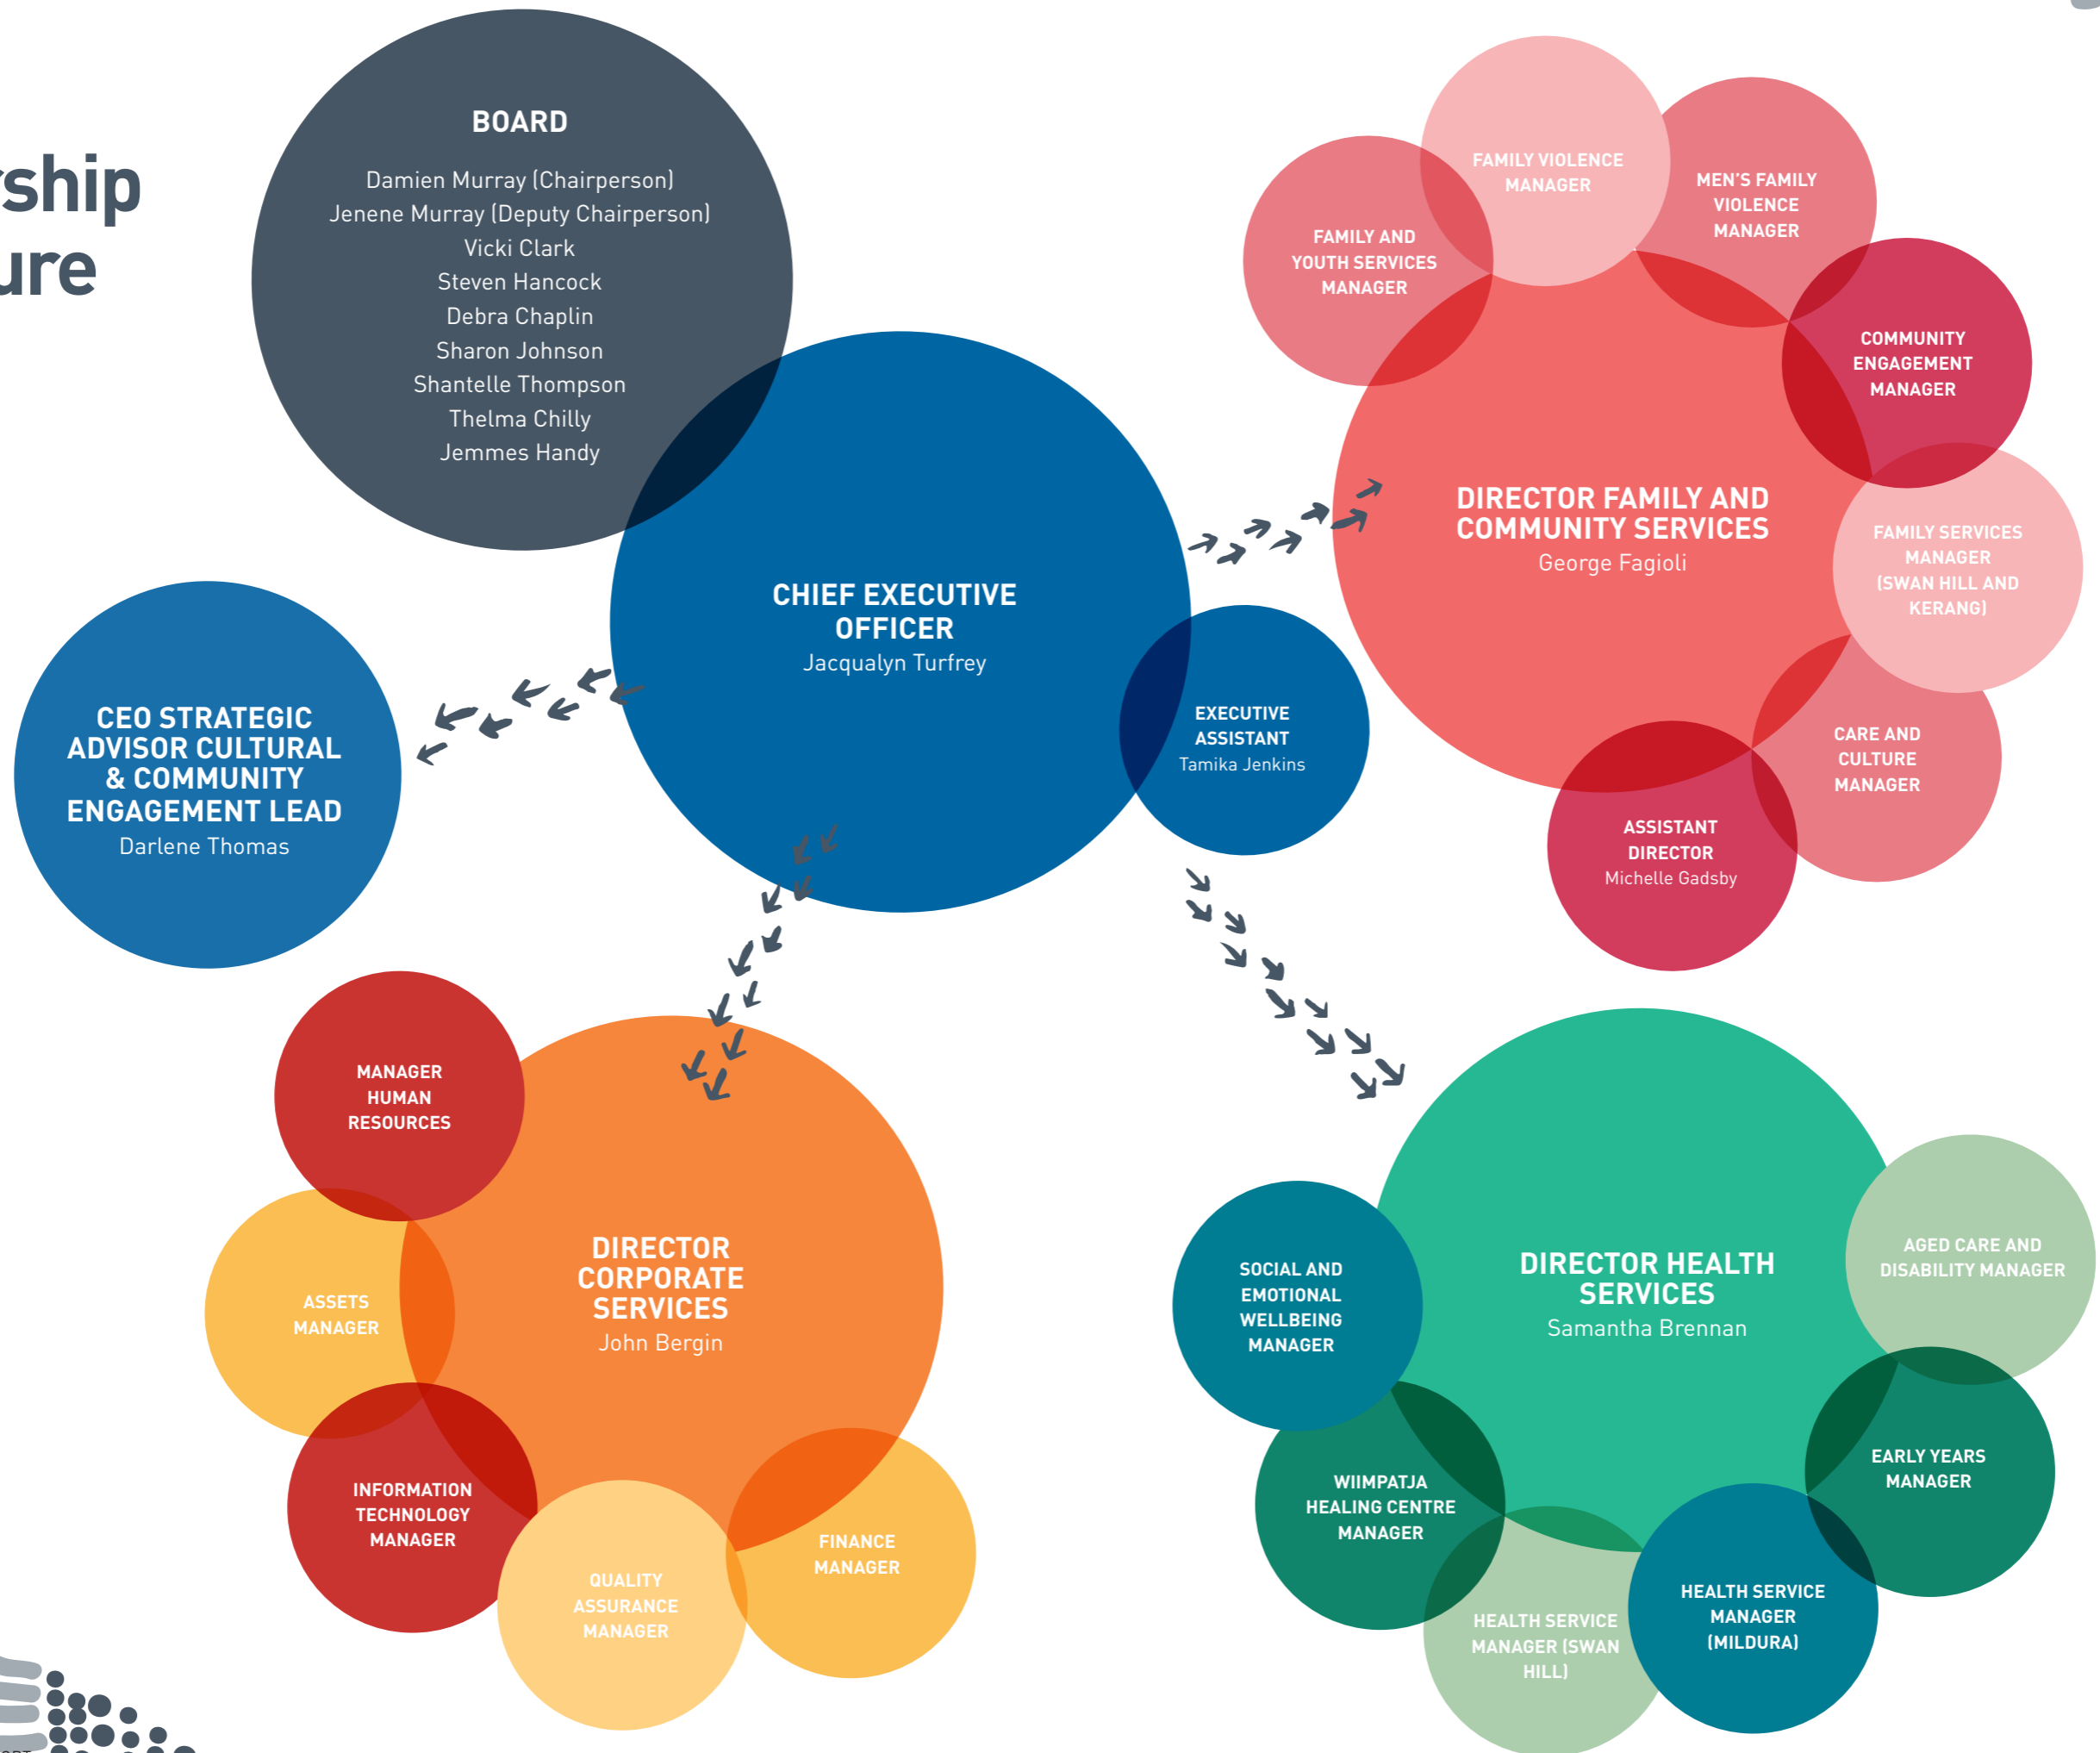 BOARD
Damien Murray (Chairperson)
Jenene Murray (Deputy Chairperson)
Vicki Clark
Steven Hancock
Debra Chaplin
Sharon Johnson
Shantelle Thompson
Thelma Chilly
Jemmes Handy
CHIEF EXECUTIVE
OFFICER
Jacqualyn Turfrey
EXECUTIVE
ASSISTANT
Tamika Jenkins
CEO STRATEGIC
ADVISOR CULTURAL
& COMMUNITY
ENGAGEMENT LEAD
Darlene Thomas
DIRECTOR FAMILY AND
COMMUNITY SERVICES
George Fagioli
FAMILY AND
YOUTH SERVICES
MANAGER
FAMILY VIOLENCE
MANAGER
MEN'S FAMILY
VIOLENCE
MANAGER
COMMUNITY
ENGAGEMENT
MANAGER
FAMILY SERVICES
MANAGER
(SWAN HILL AND
KERANG)
CARE AND
CULTURE
MANAGER
ASSISTANT
DIRECTOR
Michelle Gadsby
DIRECTOR
CORPORATE
SERVICES
John Bergin
MANAGER
HUMAN
RESOURCES
ASSETS
MANAGER
INFORMATION
TECHNOLOGY
MANAGER
QUALITY
ASSURANCE
MANAGER
FINANCE
MANAGER
DIRECTOR HEALTH
SERVICES
Samantha Brennan
SOCIAL AND
EMOTIONAL
WELLBEING
MANAGER
WIIMPATJA
HEALING CENTRE
MANAGER
HEALTH SERVICE
MANAGER (SWAN
HILL)
HEALTH SERVICE
MANAGER
(MILDURA)
EARLY YEARS
MANAGER
AGED CARE AND
DISABILITY MANAGER